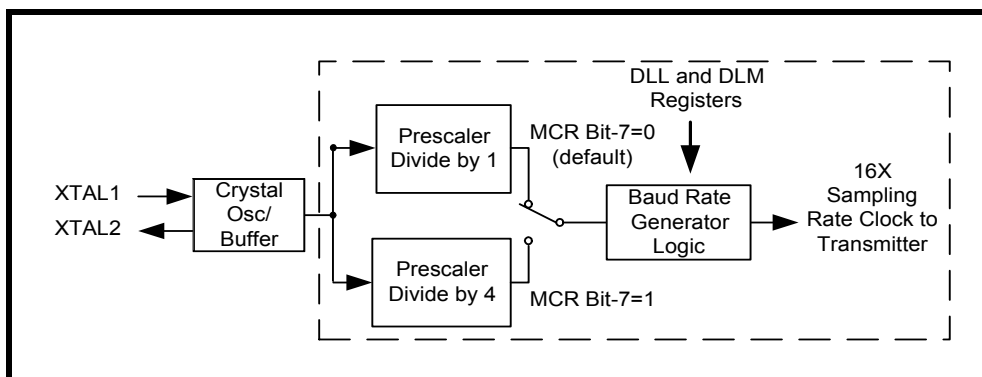 DLL and DLM
Registers
Prescaler
Divide by 1
MCR Bit-7=0
(default)
XTAL1
XTAL2
Crystal
Osc/
Buffer
Baud Rate
Generator
Logic
16X
Sampling
Rate Clock to
Transmitter
Prescaler
Divide by 4
MCR Bit-7=1